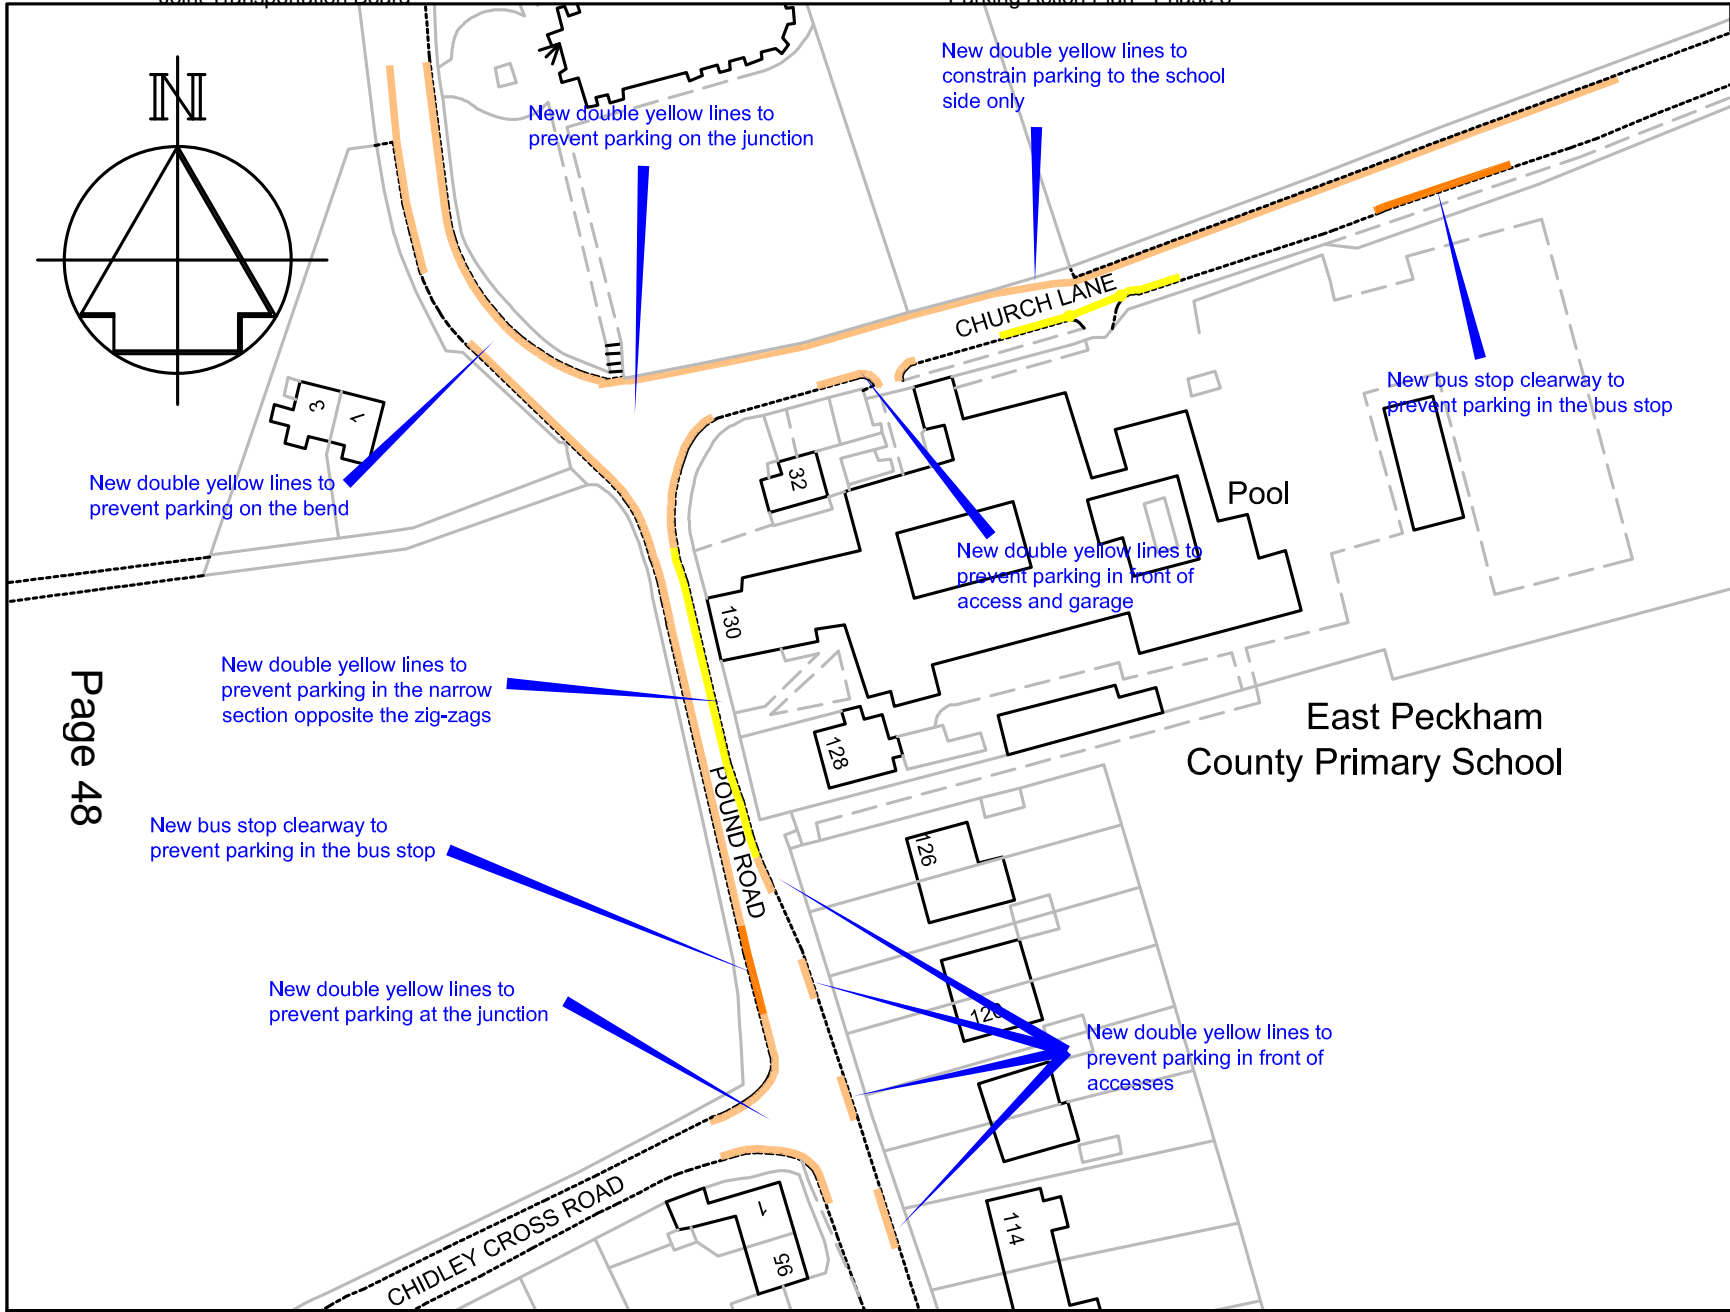 N
New double yellow lines to
prevent parking on the junction
New double yellow lines to
constrain parking to the school
side only
CHURCH LANE
New bus stop clearway to
prevent parking in the bus stop
3
1
32
New double yellow lines to
prevent parking on the bend
Pool
New double yellow lines to
prevent parking in front of
access and garage
130
New double yellow lines to
prevent parking in the narrow
section opposite the zig-zags
128
East Peckham
County Primary School
Page 48
POUND ROAD
New bus stop clearway to
prevent parking in the bus stop
126
New double yellow lines to
prevent parking at the junction
120
New double yellow lines to
prevent parking in front of
accesses
CHIDLEY CROSS ROAD
1
95
114